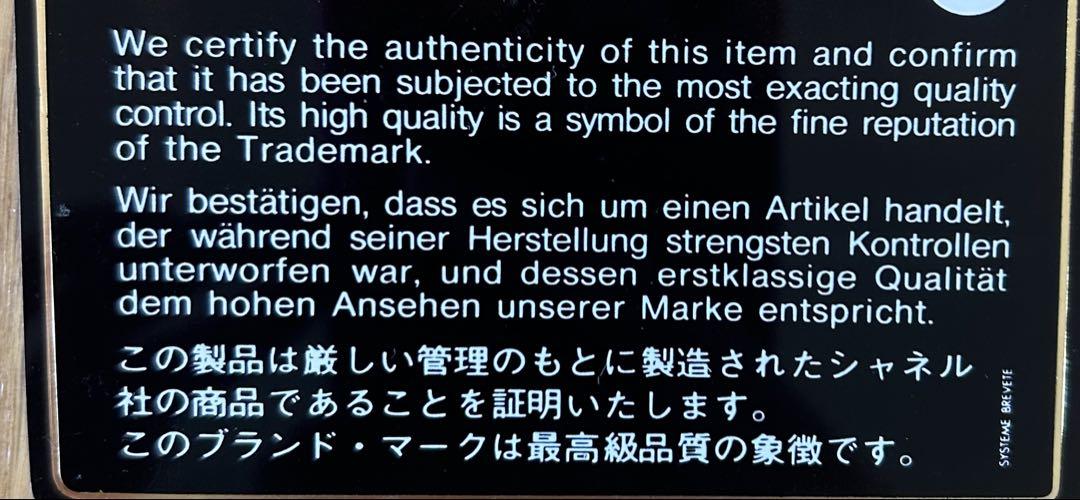 We certify the authenticity of this item and confirm
that it has been subjected to the most exacting quality
control. Its high quality is a symbol of the fine reputation
of the Trademark.
Wir bestätigen, dass es sich um einen Artikel handelt,
der während seiner Herstellung strengsten Kontrollen
unterworfen war, und dessen erstklassige Qualität
dem hohen Ansehen unserer Marke entspricht.
この製品は厳しい管理のもとに製造されたシャネル
社の商品であることを証明いたします。
このブランド・マークは最高級品質の象徴です。
SYSTEME BREVETE